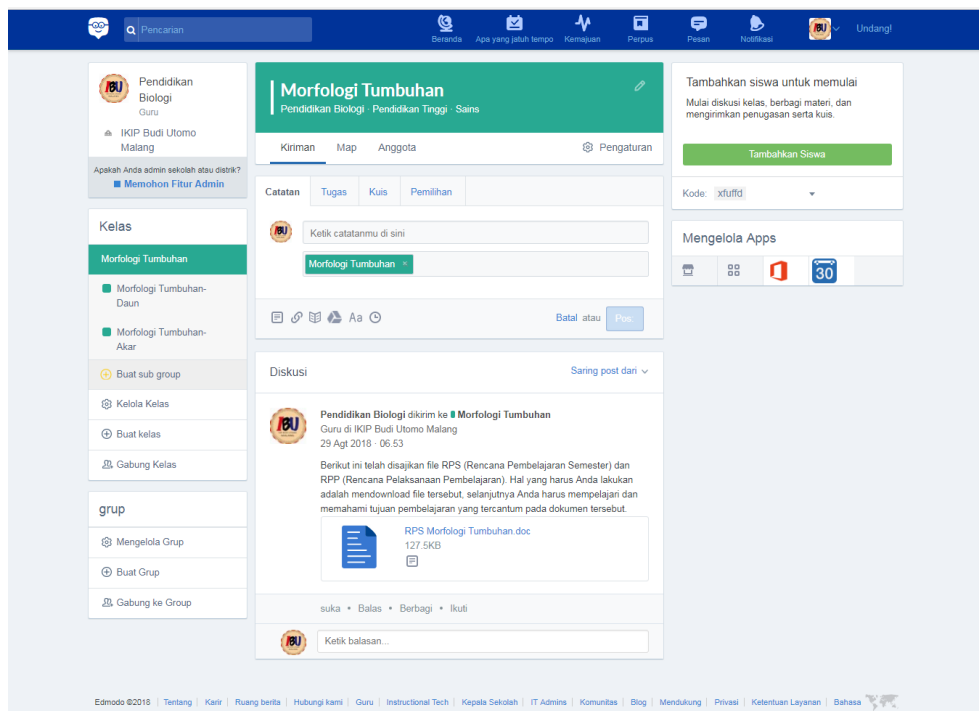 Pencarian
Beranda
Apa yang jatuh tempo
Kemajuan
Perpus
Pesan
Notifikasi
IBU
Undang!
IBU
Pendidikan
Biologi
Guru
IKIP Budi Utomo
Malang
Apakah Anda admin sekolah atau distrik?
Memohon Fitur Admin
Kelas
Morfologi Tumbuhan
Morfologi Tumbuhan-
Daun
Morfologi Tumbuhan-
Akar
Buat sub group
Kelola Kelas
Buat kelas
Gabung Kelas
grup
Mengelola Grup
Buat Grup
Gabung ke Group
Morfologi Tumbuhan
Pendidikan Biologi · Pendidikan Tinggi · Sains
Kiriman Map Anggota Pengaturan
Catatan Tugas Kuis Pemilihan
IBU
Ketik catatanmu di sini
Morfologi Tumbuhan ×
Aa
Batal atau Pos
Diskusi
Saring post dari
IBU
Pendidikan Biologi dikirim ke Morfologi Tumbuhan
Guru di IKIP Budi Utomo Malang
29 Agt 2018 · 06.53
Berikut ini telah disajikan file RPS (Rencana Pembelajaran Semester) dan
RPP (Rencana Pelaksanaan Pembelajaran). Hal yang harus Anda lakukan
adalah mendownload file tersebut, selanjutnya Anda harus mempelajari dan
memahami tujuan pembelajaran yang tercantum pada dokumen tersebut.
RPS Morfologi Tumbuhan.doc
127.5KB
suka • Balas • Berbagi • Ikuti
IBU
Ketik balasan...
Tambahkan siswa untuk memulai
Mulai diskusi kelas, berbagi materi, dan
mengirimkan penugasan serta kuis.
Tambahkan Siswa
Kode: xfuffd
Mengelola Apps
30
Edmodo ©2018 | Tentang | Karir | Ruang berita | Hubungi kami | Guru | Instructional Tech | Kepala Sekolah | IT Admins | Komunitas | Blog | Mendukung | Privasi | Ketentuan Layanan | Bahasa